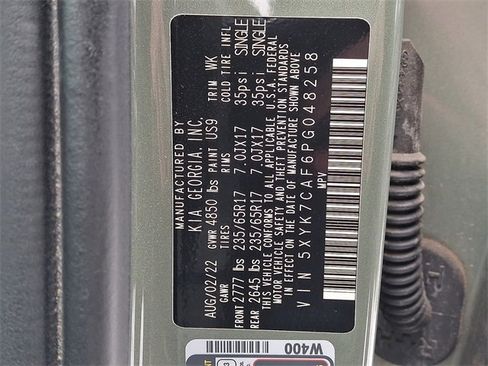 MANUFACTURED BY
KIA GEORGIA, INC.
AUG/02/22 GVWR 4850 lbs PAINT US9 TRIM WK
GAWR TIRES RIMS COLD TIRE INFL
FRONT 2777 lbs 235/65R17 7.0JX17 35psi SINGLE
REAR 2645 lbs 235/65R17 7.0JX17 35psi SINGLE
THIS VEHICLE CONFORMS TO ALL APPLICABLE U.S.A. FEDERAL
MOTOR VEHICLE SAFETY AND THEFT PREVENTION STANDARDS
IN EFFECT ON THE DATE OF MANUFACTURE SHOWN ABOVE
VIN 5XYK7CAF6PG048258
MPV
W400